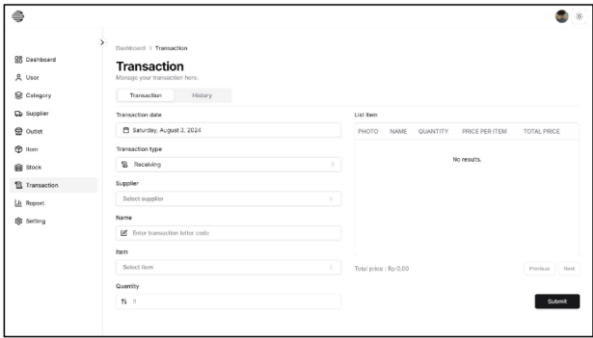 Dashboard > Transaction
Dashboard
User
Category
Supplier
Outlet
Item
Stock
Transaction
Report
Setting
Transaction
Manage your transaction here.
Transaction History
Transaction date
Saturday, August 3, 2024
Transaction type
Receiving
Supplier
Select supplier
Name
Enter transaction letter code
Item
Select item
Quantity
List item
PHOTO NAME QUANTITY PRICE PER ITEM TOTAL PRICE
No results.
Total price : Rp 0,00
Previous Next
Submit